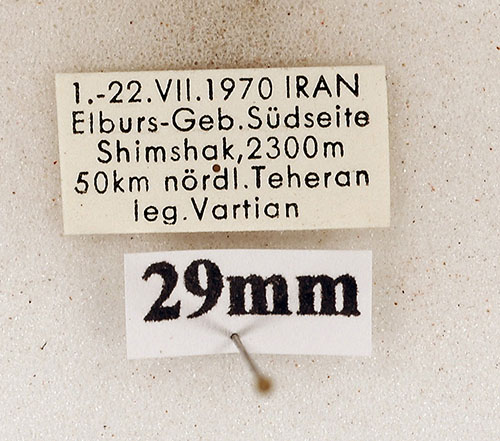 1.-22.VII.1970 IRAN
Elburs-Geb.Südseite
Shimshak,2300m
50km nördl.Teheran
leg.Vartian
29mm